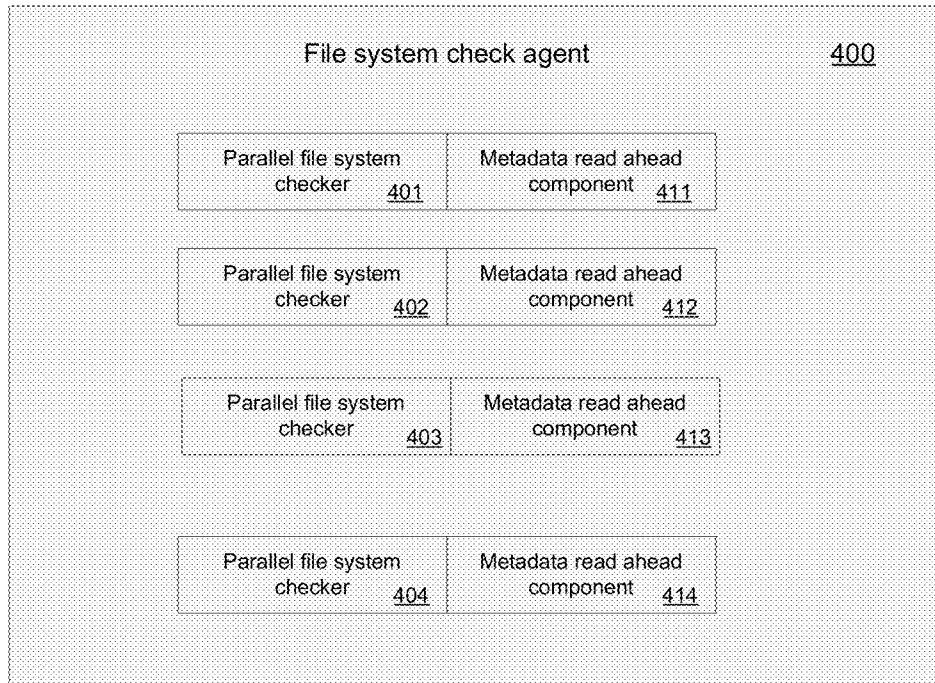 File system check agent 400
Parallel file system Metadata read ahead
checker 401 component 411
Parallel file system Metadata read ahead
checker 402 component 412
Parallel file system Metadata read ahead
checker 403 component 413
Parallel file system Metadata read ahead
checker 404 component 414